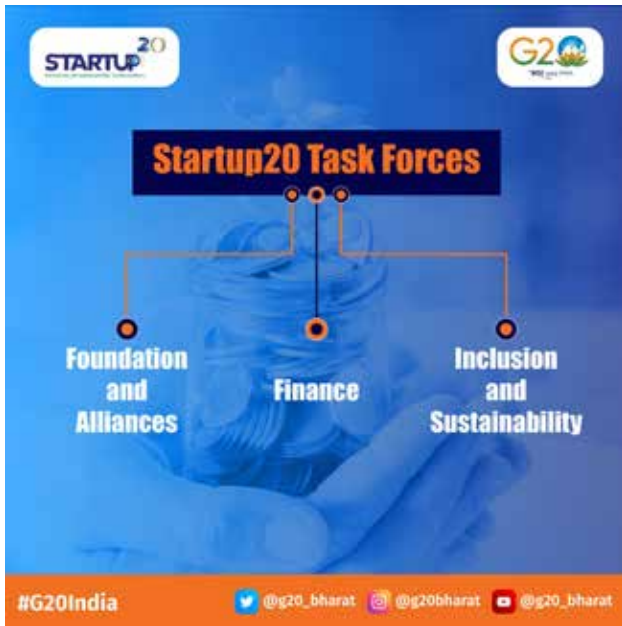 STARTUP20
G20
Startup20 Task Forces
Foundation
and
Alliances
Finance
Inclusion
and
Sustainability
#G20India
@g20_bharat
@g20bharat
@g20_bharat